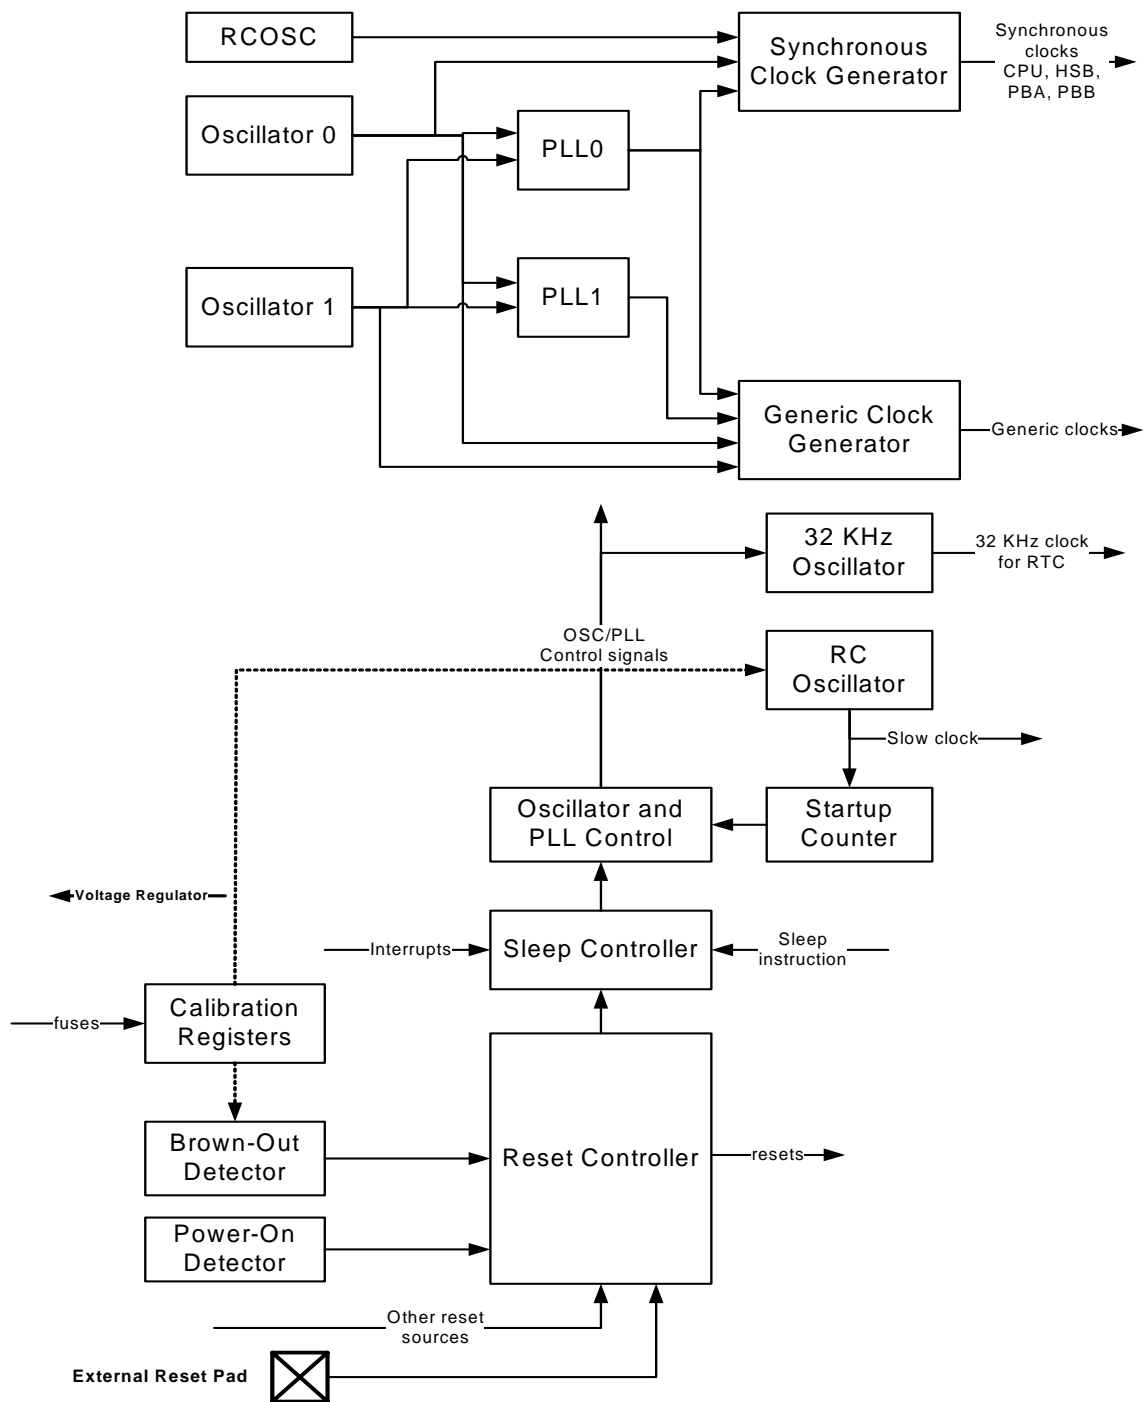 RCOSC
Synchronous
Clock Generator
Synchronous
clocks
CPU, HSB,
PBA, PBB
Oscillator 0
PLL0
Oscillator 1
PLL1
Generic Clock
Generator
Generic clocks
32 KHz
Oscillator
32 KHz clock
for RTC
OSC/PLL
Control signals
RC
Oscillator
Slow clock
Oscillator and
PLL Control
Startup
Counter
Voltage Regulator
Interrupts
Sleep Controller
Sleep
instruction
fuses
Calibration
Registers
Brown-Out
Detector
Reset Controller
resets
Power-On
Detector
Other reset
sources
External Reset Pad